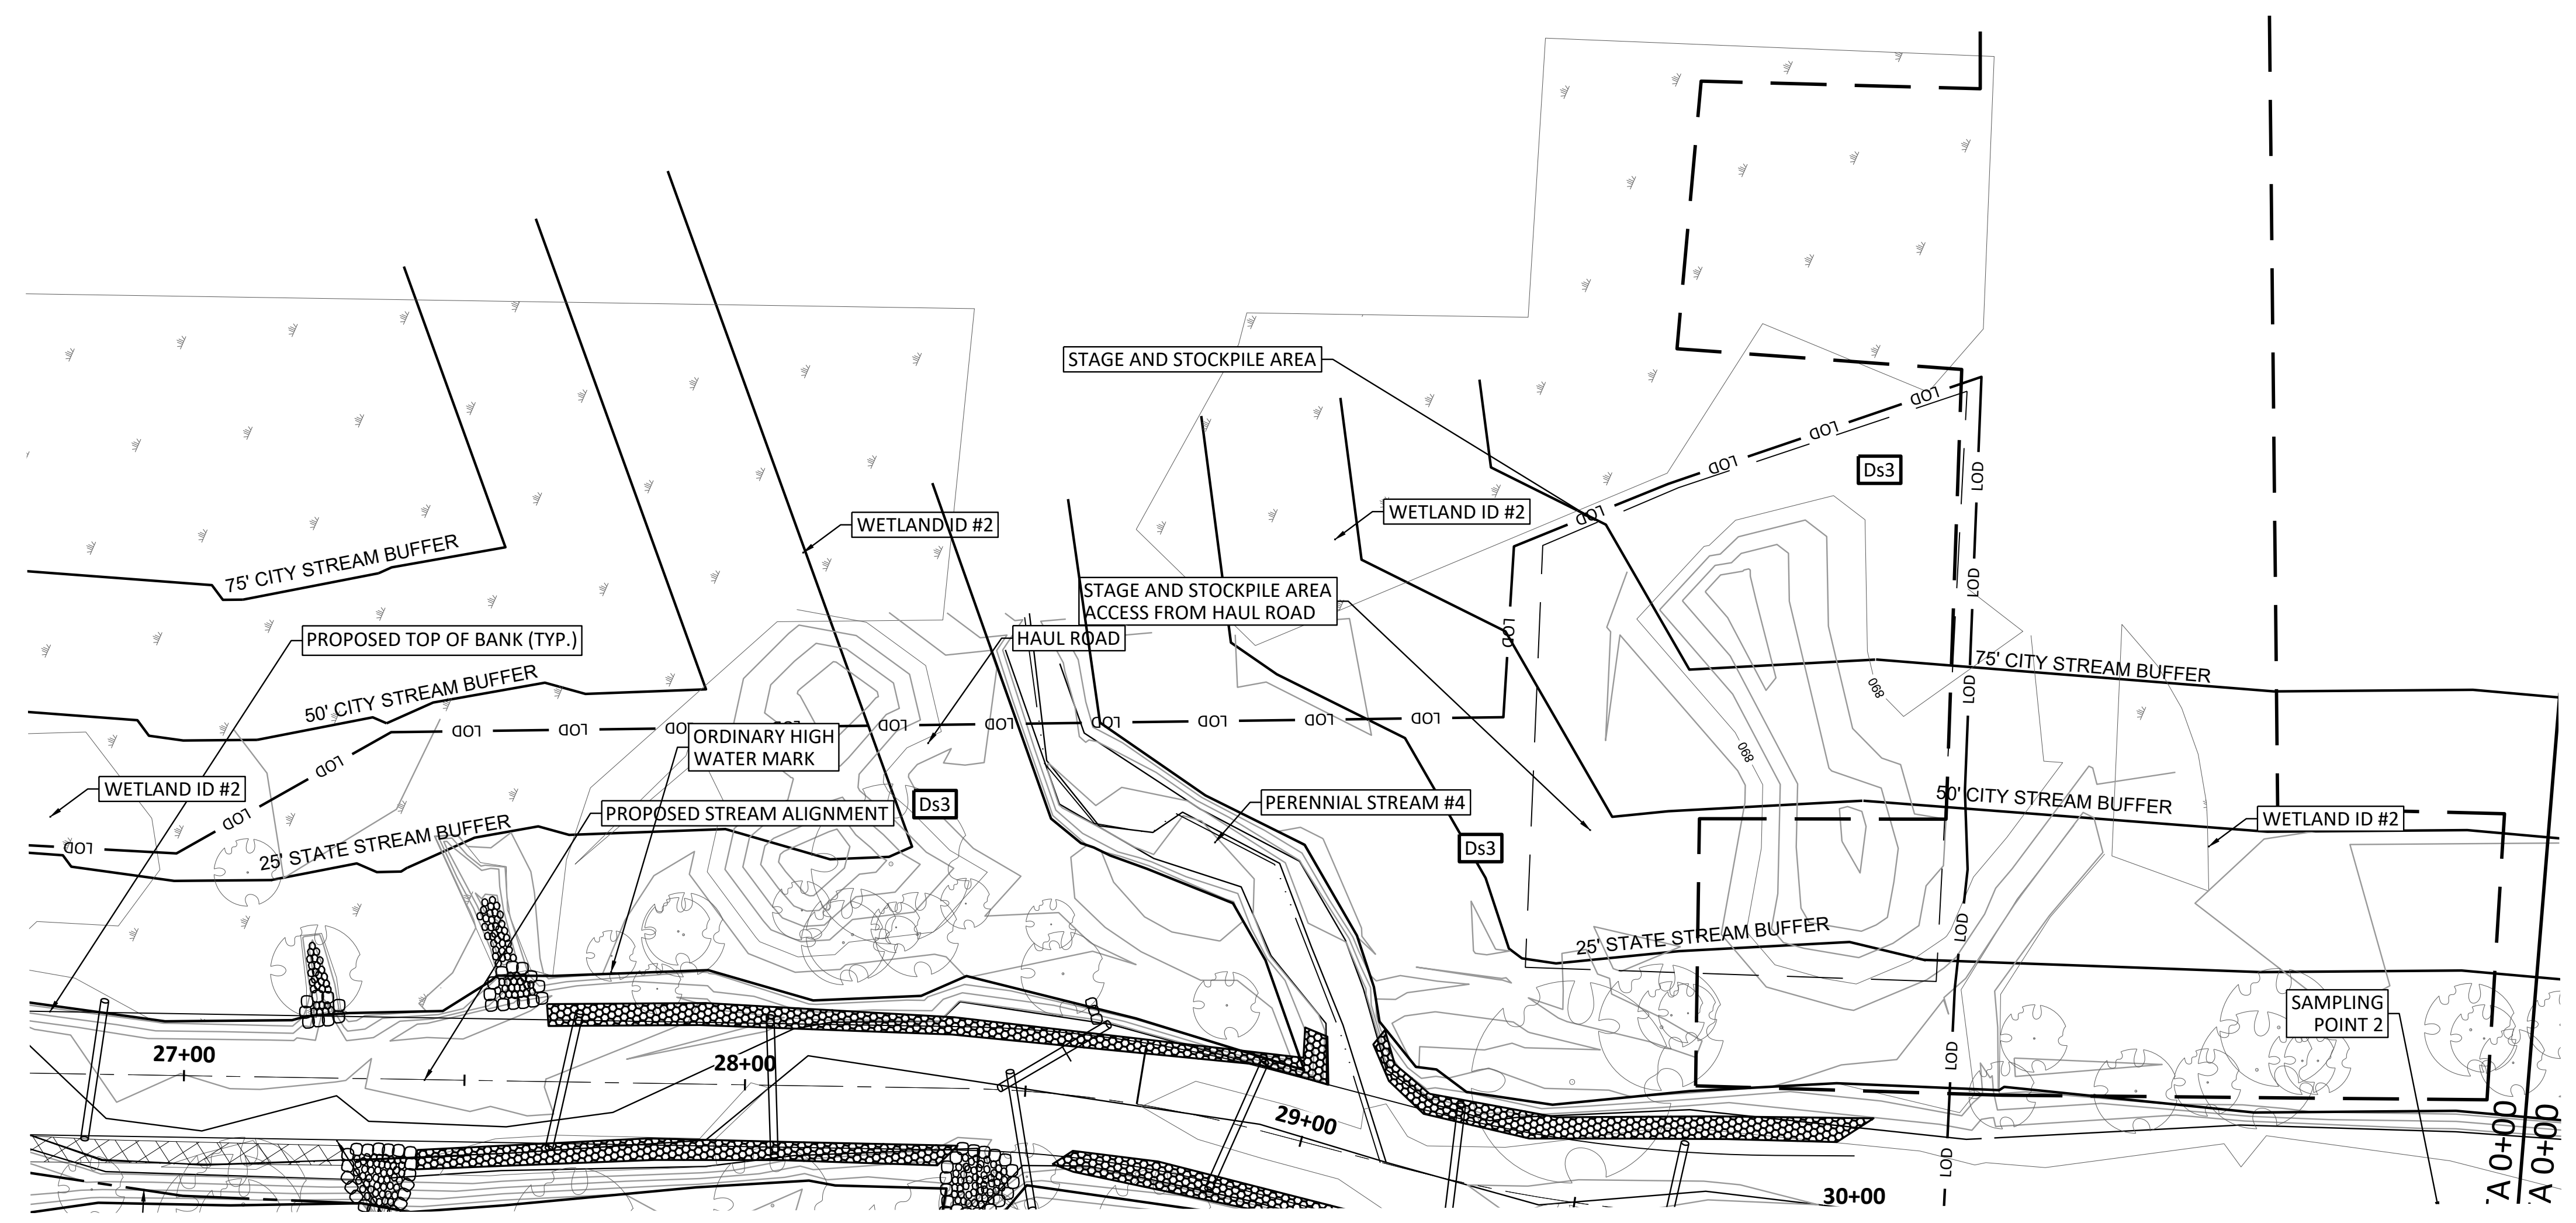 STAGE AND STOCKPILE AREA
LOD
LOD
LOD
LOD
Ds3
LOD
WETLAND ID #2
WETLAND ID #2
75' CITY STREAM BUFFER
LOD
STAGE AND STOCKPILE AREA
ACCESS FROM HAUL ROAD
LOD
HAUL ROAD
PROPOSED TOP OF BANK (TYP.)
75' CITY STREAM BUFFER
50' CITY STREAM BUFFER
890
LOD
LOD
LOD
LOD
LOD
LOD
LOD
LOD
LOD
LOD
LOD
ORDINARY HIGH
WATER MARK
890
LOD
WETLAND ID #2
Ds3
PERENNIAL STREAM #4
50' CITY STREAM BUFFER
PROPOSED STREAM ALIGNMENT
WETLAND ID #2
LOD
LOD
25' STATE STREAM BUFFER
Ds3
25' STATE STREAM BUFFER
LOD
SAMPLING
POINT 2
27+00
28+00
LOD
29+00
LOD
30+00
A 0+00
A 0+00